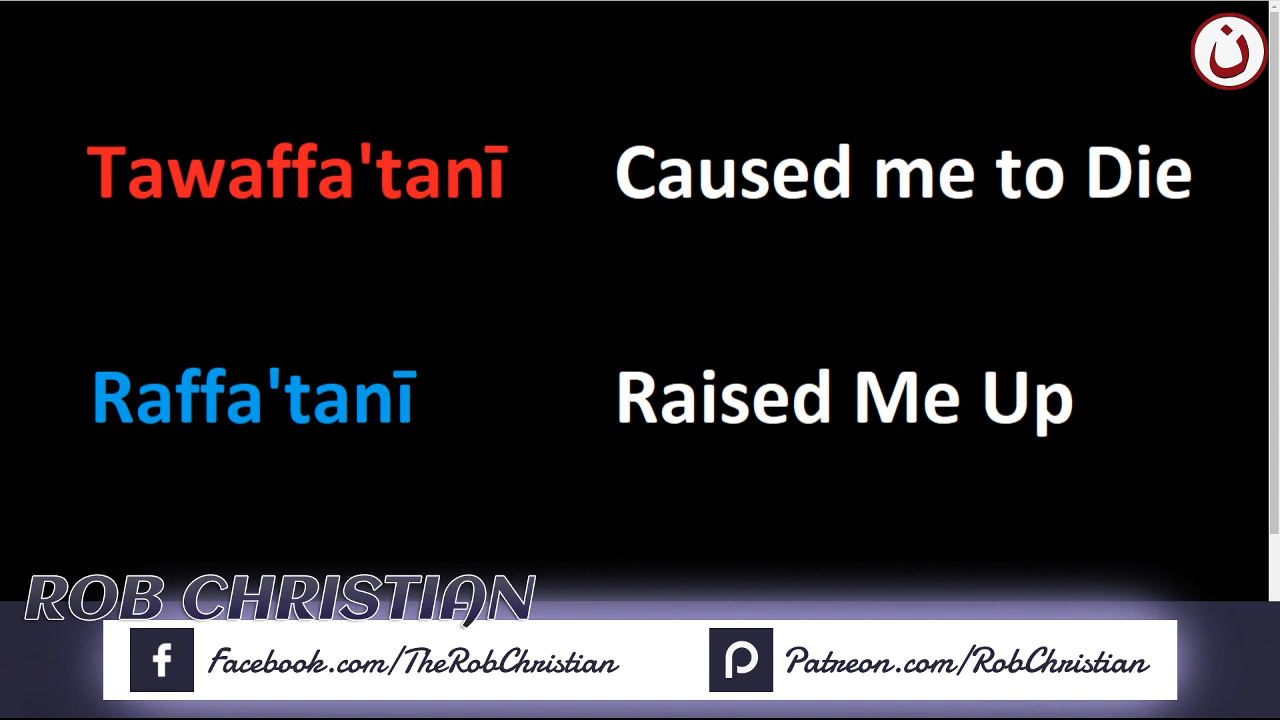 ن
Tawaffa'tanī Caused me to Die
Raffa'tanī Raised Me Up
ROB CHRISTIAN
Facebook.com/TheRobChristian Patreon.com/RobChristian